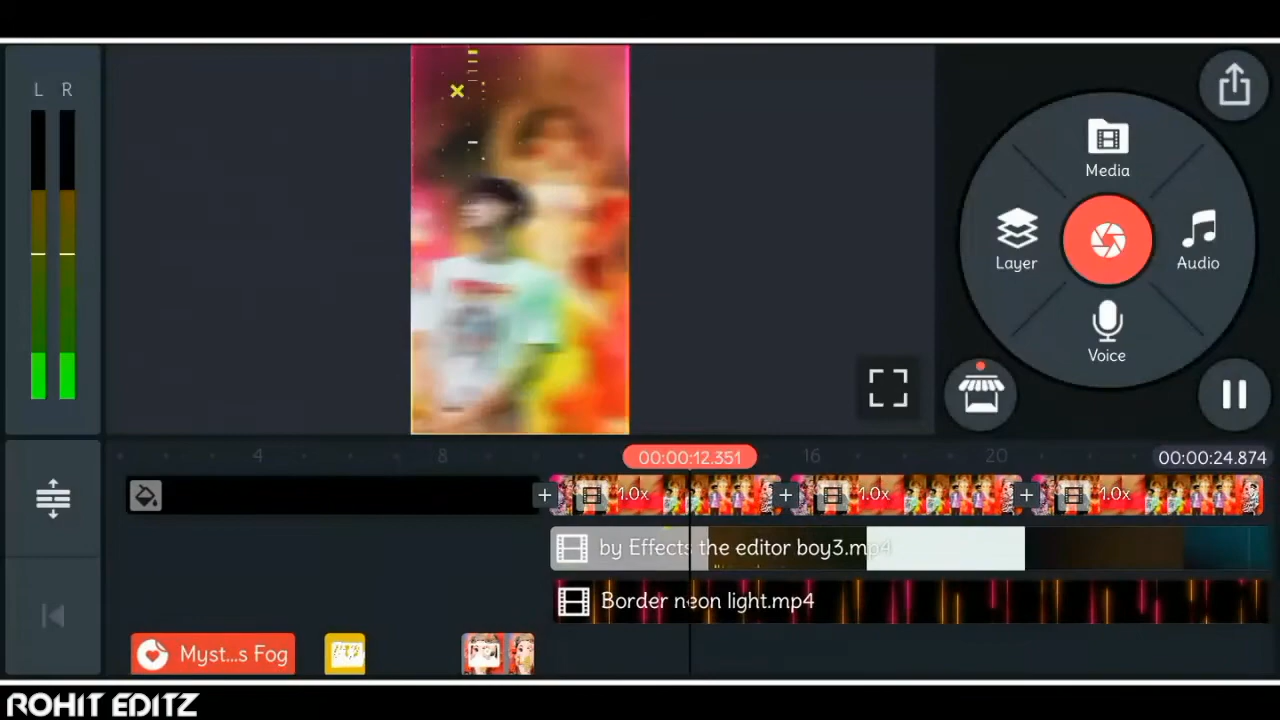 L R
Media
Layer
Audio
Voice
4 8 00:00:12.351 16 20 00:00:24.874
1.0x 1.0x 1.0x
by Effects the editor boy3.mp4
Border neon light.mp4
Myst...s Fog
ROHIT EDITZ